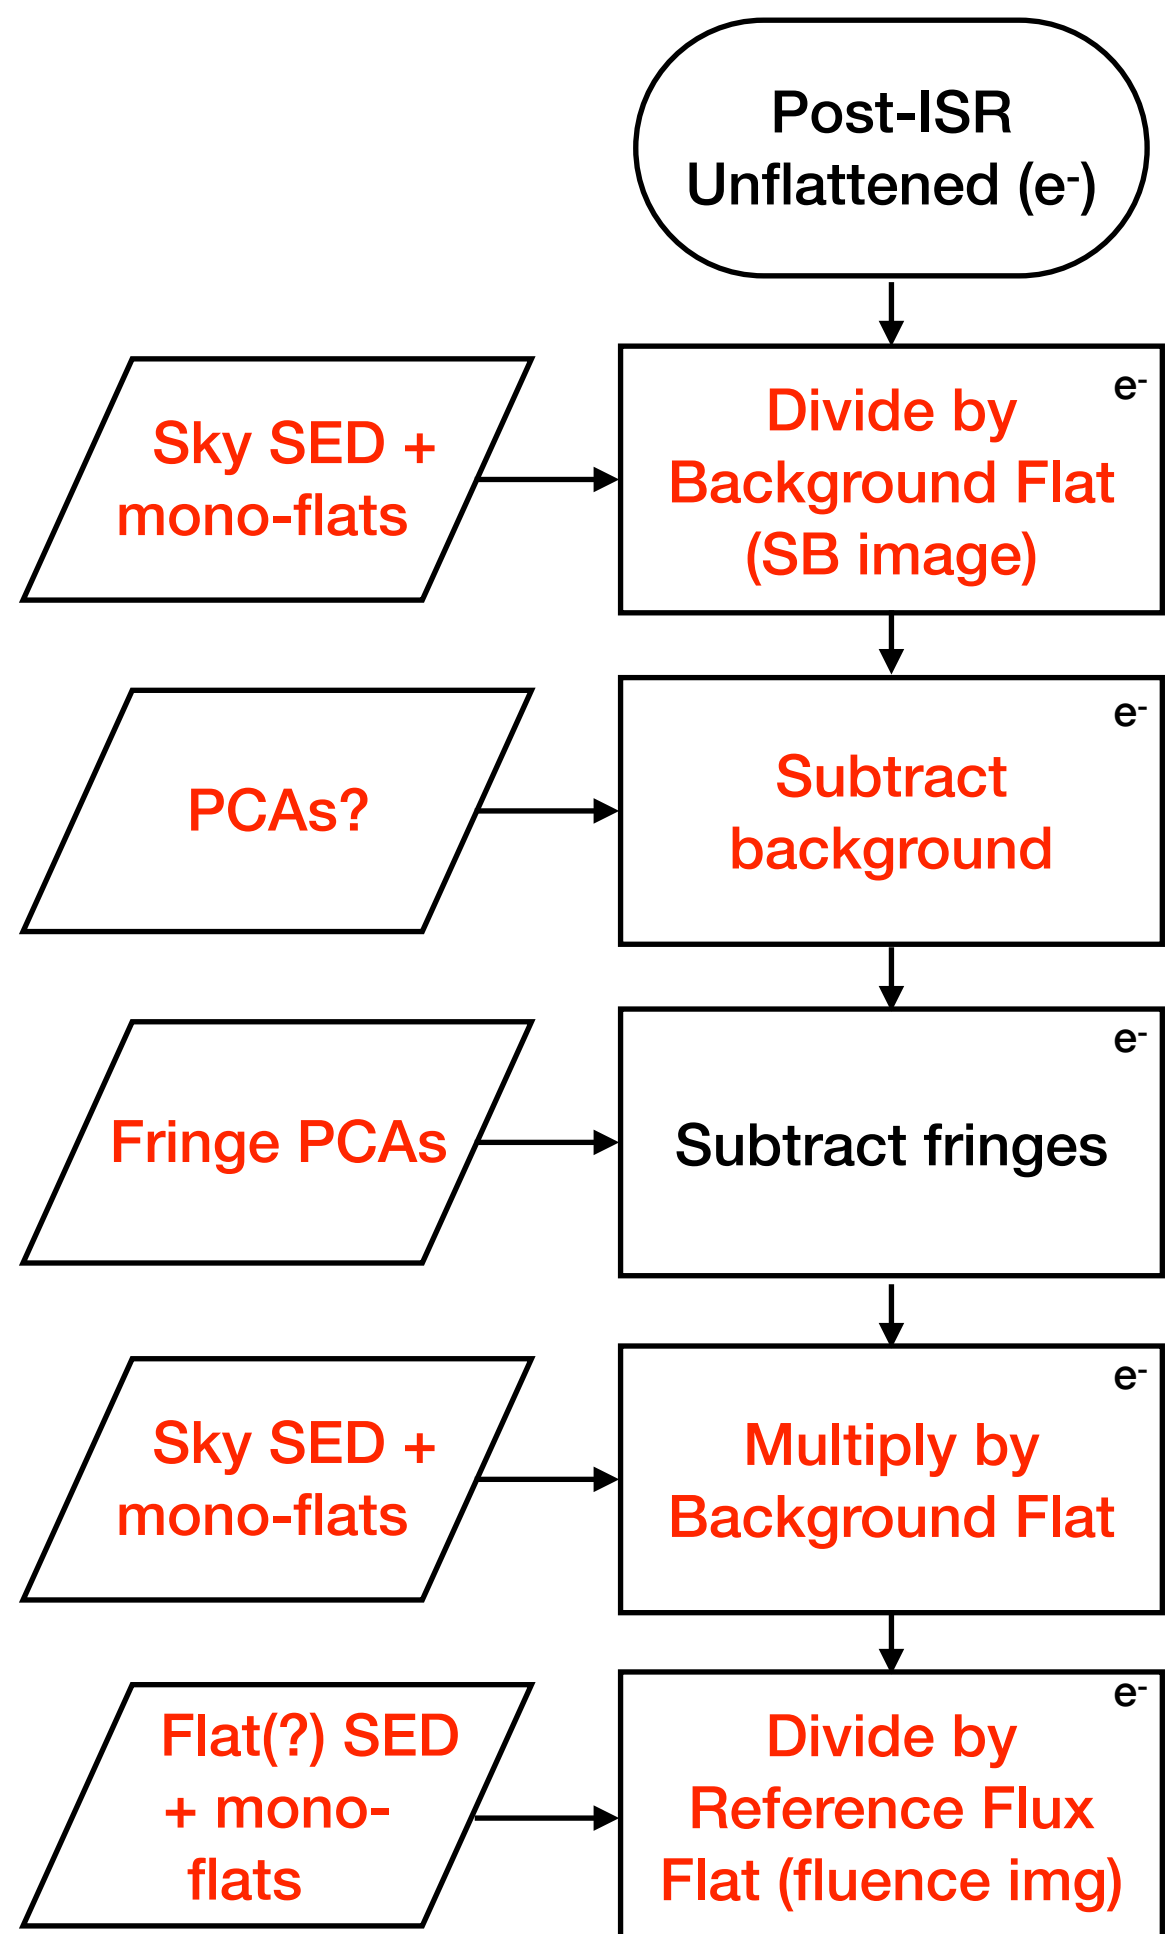 Post-ISR
Unflattened (e-)
Sky SED +
mono-flats
e-
Divide by
Background Flat
(SB image)
PCAs?
e-
Subtract
background
Fringe PCAs
e-
Subtract fringes
Sky SED +
mono-flats
e-
Multiply by
Background Flat
Flat(?) SED
+ mono-
flats
e-
Divide by
Reference Flux
Flat (fluence img)